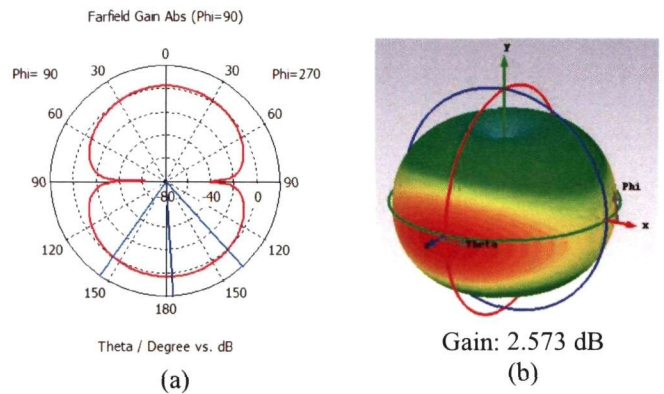 Farfield Gain Abs (Phi=90)
0
Phi= 90 30 30 Phi=270
60 60
90 -80 -40 0 90
120 120
150 150
180
Theta / Degree vs. dB
(a)
y
Phi
x
Theta
Gain: 2.573 dB
(b)